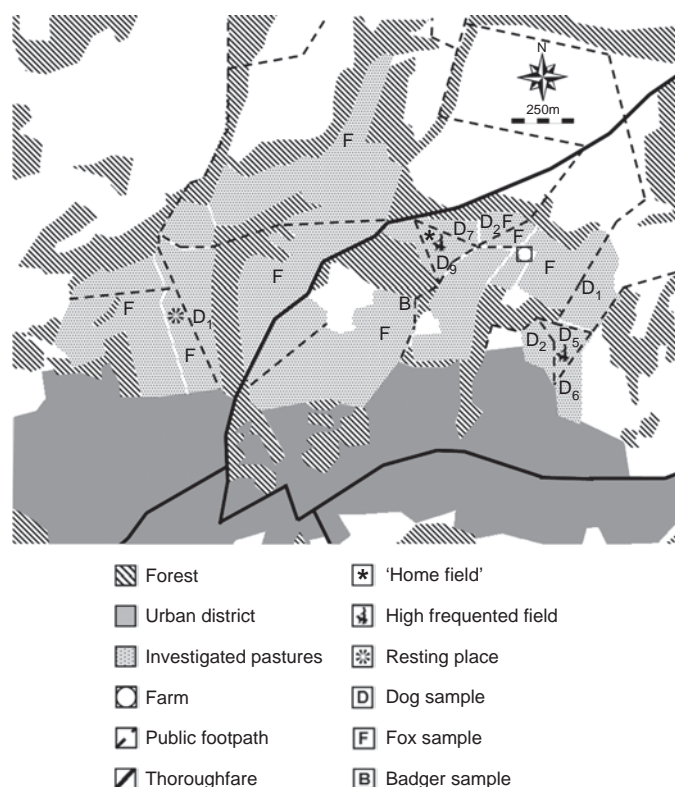 N
250m
F
D7 D2 F
F
D9
F
F
D1
B
F
D1
F
F
D2 D5
D6
Forest
'Home field'
Urban district
High frequented field
Investigated pastures
Resting place
Farm
D Dog sample
Public footpath
F Fox sample
Thoroughfare
B Badger sample